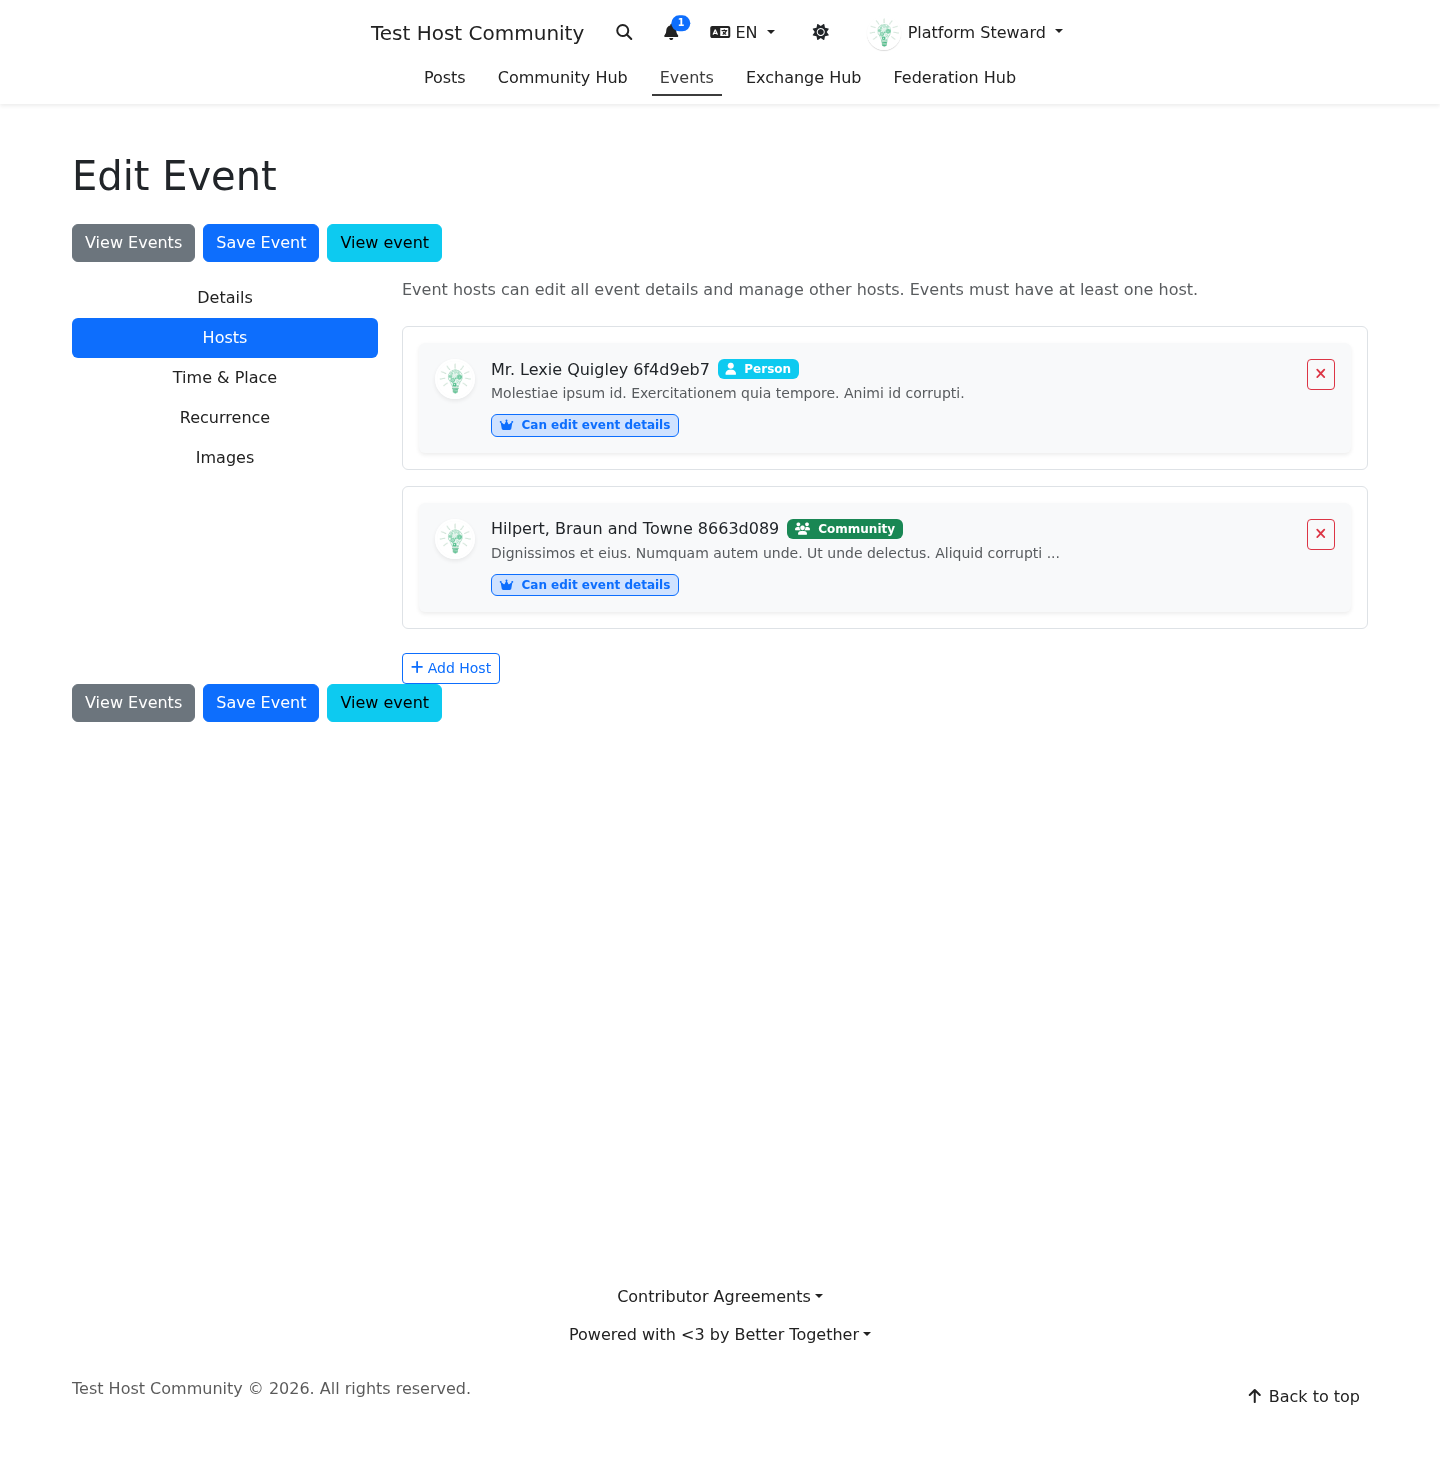 Test Host Community
1
EN
Platform Steward
Posts
Community Hub
Events
Exchange Hub
Federation Hub
Edit Event
View Events
Save Event
View event
Details
Hosts
Time & Place
Recurrence
Images
Event hosts can edit all event details and manage other hosts. Events must have at least one host.
Mr. Lexie Quigley 6f4d9eb7 Person
Molestiae ipsum id. Exercitationem quia tempore. Animi id corrupti.
Can edit event details
Hilpert, Braun and Towne 8663d089 Community
Dignissimos et eius. Numquam autem unde. Ut unde delectus. Aliquid corrupti ...
Can edit event details
Add Host
View Events
Save Event
View event
Contributor Agreements
Powered with <3 by Better Together
Test Host Community © 2026. All rights reserved.
Back to top